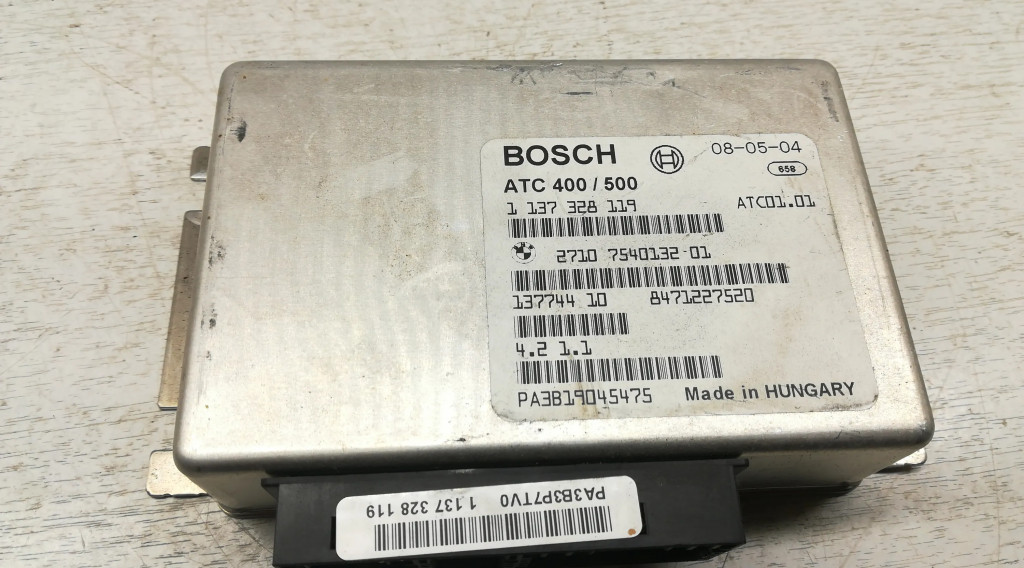 BOSCH 08-05-04
658
ATC 400 / 500
1 137 328 119 ATC01.01
2710 7540132-01
137744 10 8471227520
4.2 1.1
PA3B19045475 Made in HUNGARY
PA3B3P7TV0 1.137 328 119